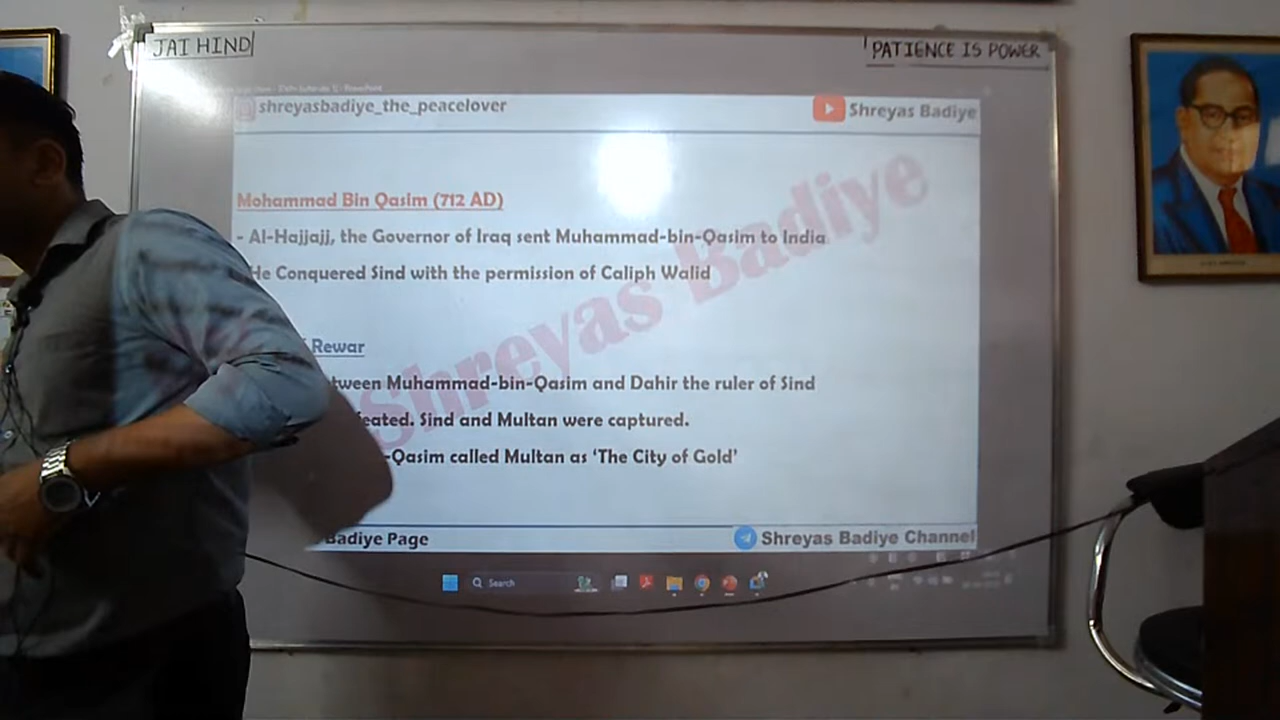 JAI HIND
PATIENCE IS POWER
shreyasbadiye_the_peacelover
Shreyas Badiye
Mohammad Bin Qasim (712 AD)
- Al-Hajjajj, the Governor of Iraq sent Muhammad-bin-Qasim to India
He Conquered Sind with the permission of Caliph Walid
Rewar
tween Muhammad-bin-Qasim and Dahir the ruler of Sind
eated. Sind and Multan were captured.
-Qasim called Multan as ‘The City of Gold’
Shreyas Badiye
Badiye Page
Shreyas Badiye Channel
Search